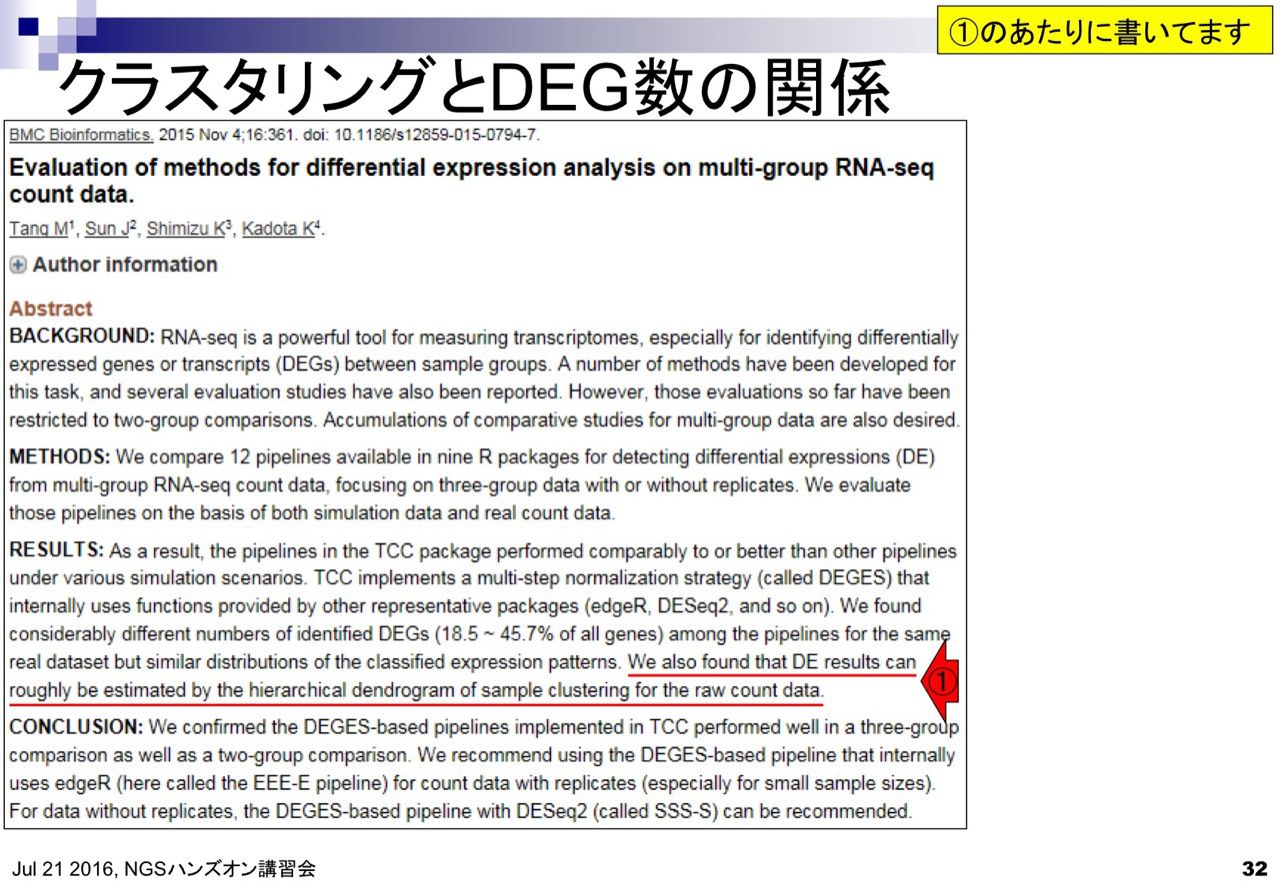 ①のあたりに書いてます
クラスタリングとDEG数の関係
BMC Bioinformatics. 2015 Nov 4;16:361. doi: 10.1186/s12859-015-0794-7.
Evaluation of methods for differential expression analysis on multi-group RNA-seq
count data.
Tang M1, Sun J2, Shimizu K3, Kadota K4.
Author information
Abstract
BACKGROUND: RNA-seq is a powerful tool for measuring transcriptomes, especially for identifying differentially
expressed genes or transcripts (DEGs) between sample groups. A number of methods have been developed for
this task, and several evaluation studies have also been reported. However, those evaluations so far have been
restricted to two-group comparisons. Accumulations of comparative studies for multi-group data are also desired.
METHODS: We compare 12 pipelines available in nine R packages for detecting differential expressions (DE)
from multi-group RNA-seq count data, focusing on three-group data with or without replicates. We evaluate
those pipelines on the basis of both simulation data and real count data.
RESULTS: As a result, the pipelines in the TCC package performed comparably to or better than other pipelines
under various simulation scenarios. TCC implements a multi-step normalization strategy (called DEGES) that
internally uses functions provided by other representative packages (edgeR, DESeq2, and so on). We found
considerably different numbers of identified DEGs (18.5 ~ 45.7% of all genes) among the pipelines for the same
real dataset but similar distributions of the classified expression patterns. We also found that DE results can
①
roughly be estimated by the hierarchical dendrogram of sample clustering for the raw count data.
CONCLUSION: We confirmed the DEGES-based pipelines implemented in TCC performed well in a three-group
comparison as well as a two-group comparison. We recommend using the DEGES-based pipeline that internally
uses edgeR (here called the EEE-E pipeline) for count data with replicates (especially for small sample sizes).
For data without replicates, the DEGES-based pipeline with DESeq2 (called SSS-S) can be recommended.
Jul 21 2016, NGSハンズオン講習会
32